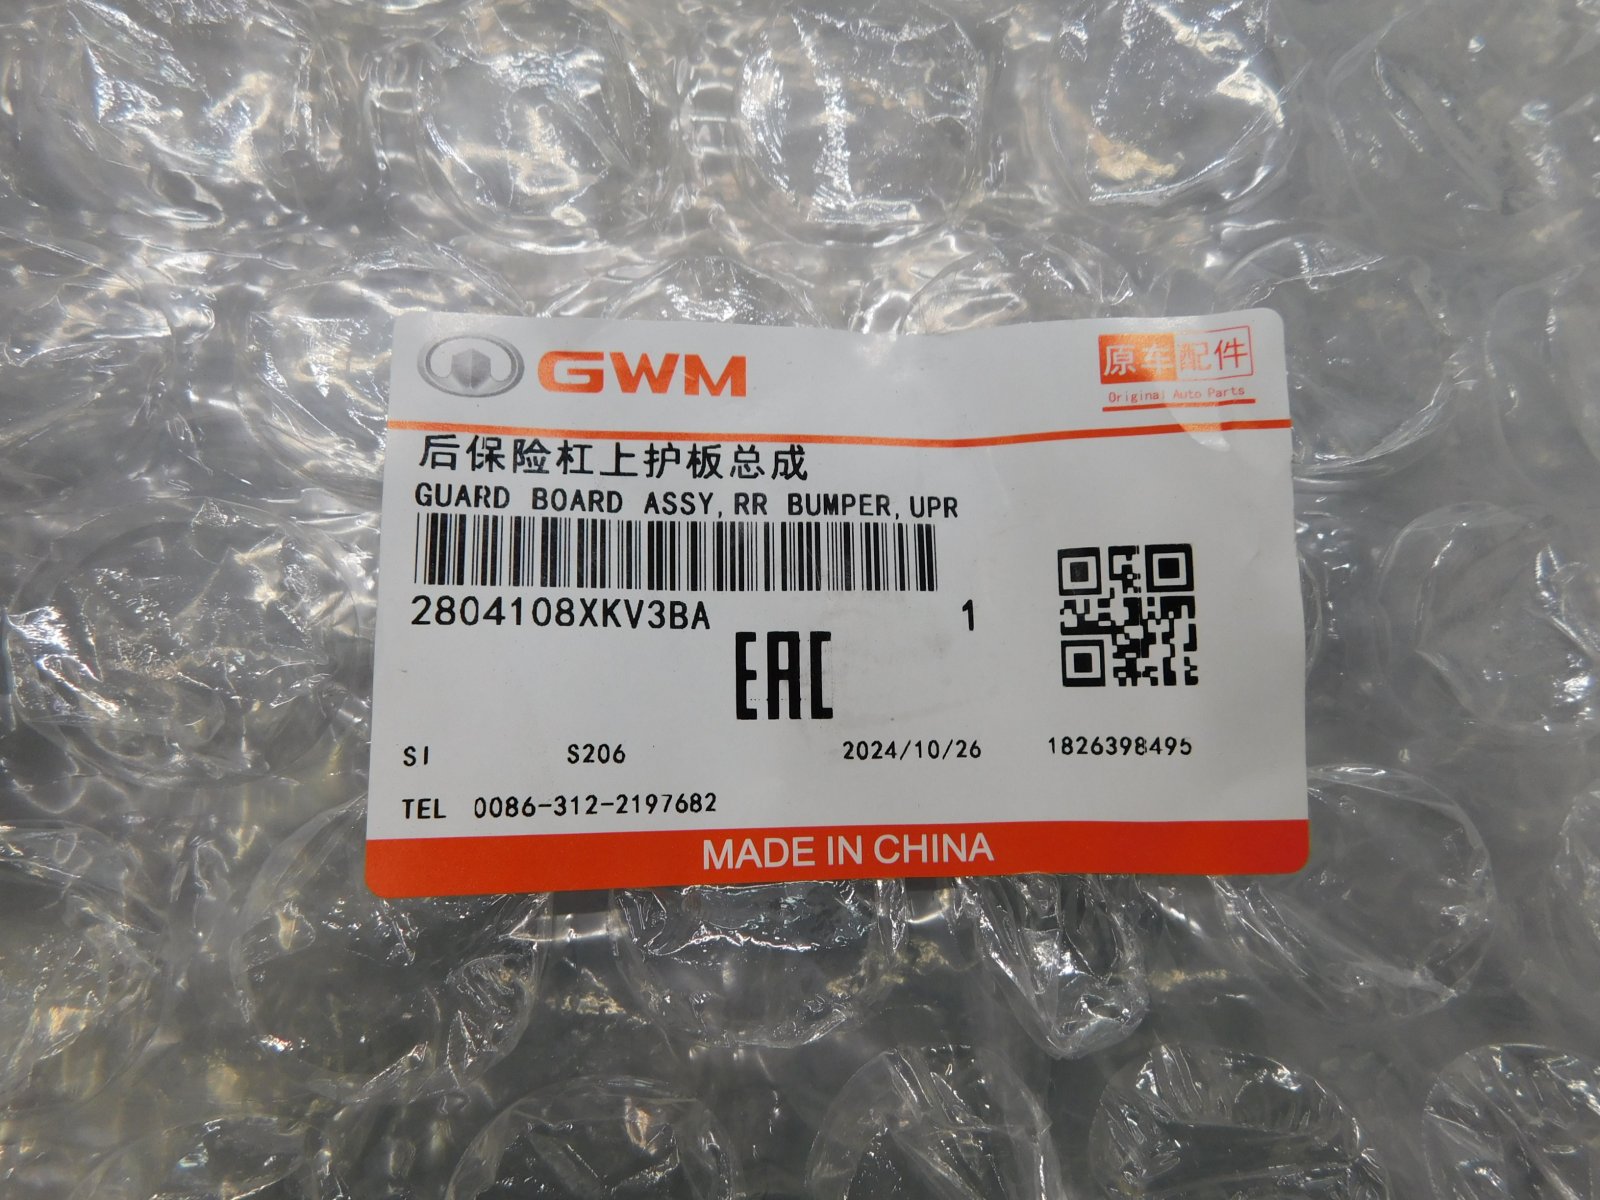 GWM
原车配件
Original Auto Parts
后保险杠上护板总成
GUARD BOARD ASSY, RR BUMPER, UPR
2804108XKV3BA 1
EAC
SI S206 2024/10/26 1826398495
TEL 0086-312-2197682
MADE IN CHINA